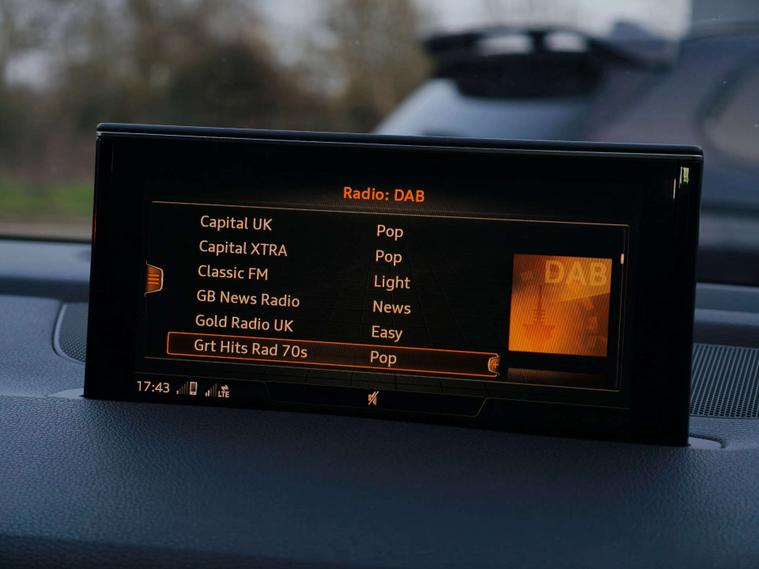 Radio: DAB
Capital UK Pop
Capital XTRA Pop
Classic FM Light
GB News Radio News
Gold Radio UK Easy
Grt Hits Rad 70s Pop
DAB
17:43 LTE